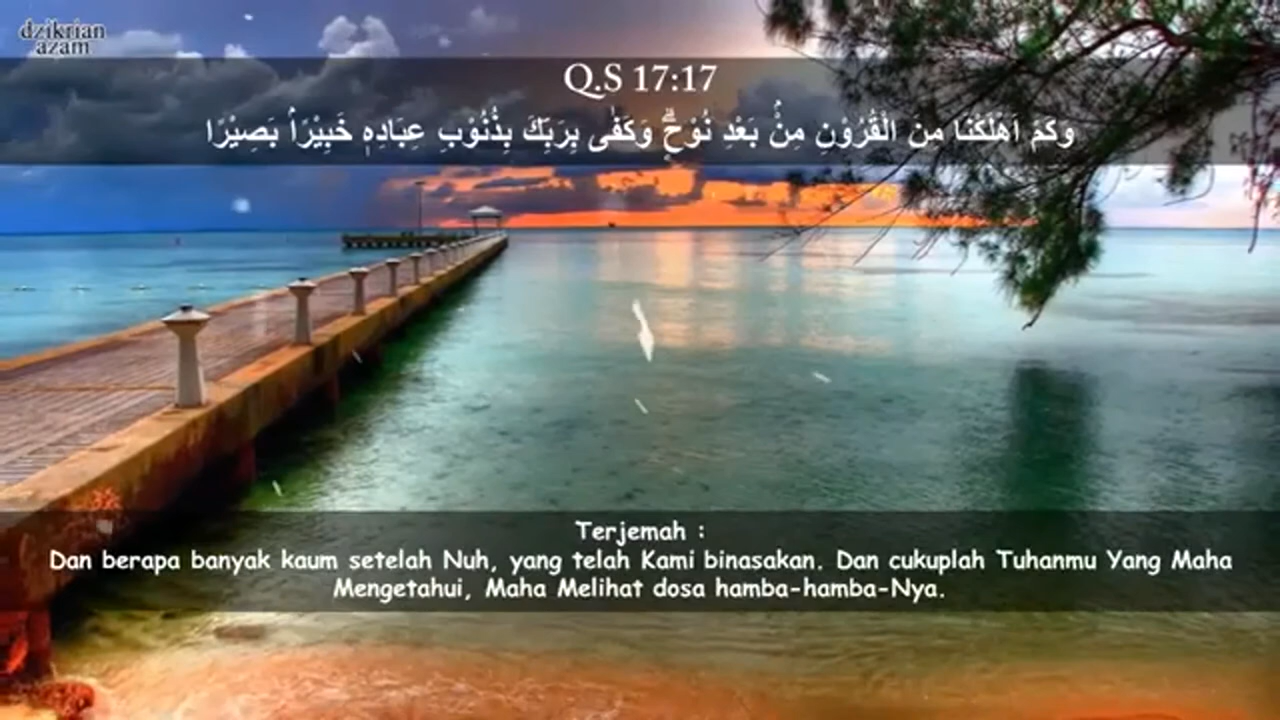 dzikrian
azam
Q.S 17:17
وَكَمْ اَهْلَكْنَا مِنَ الْقُرُوْنِ مِنْۢ بَعْدِ نُوْحٍۗ وَكَفٰى بِرَبِّكَ بِذُنُوْبِ عِبَادِهٖ خَبِيْرًاۢ بَصِيْرًا
Terjemah :
Dan berapa banyak kaum setelah Nuh, yang telah Kami binasakan. Dan cukuplah Tuhanmu Yang Maha
Mengetahui, Maha Melihat dosa hamba-hamba-Nya.